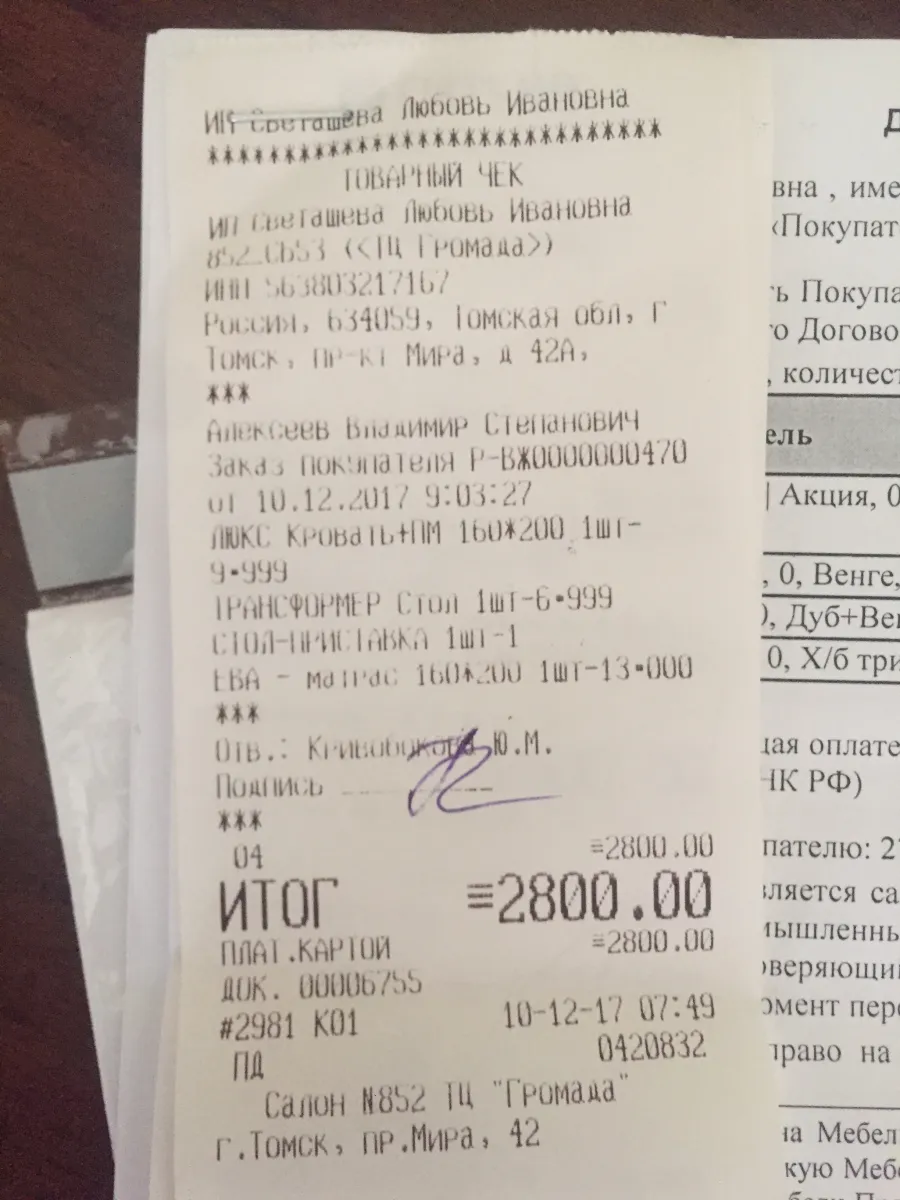 ИП Светашева Любовь Ивановна
*****************************
ТОВАРНЫЙ ЧЕК
ИП Светашева Любовь Ивановна
852_СБ53 (<ТЦ Громада>)
ИНН 563803217167
Россия, 634059, Томская обл, Г
Томск, пр-кт Мира, д 42А,
***
Алексеев Владимир Степанович
Заказ покупателя Р-ВЖ0000000470
от 10.12.2017 9:03:27
ЛЮКС Кровать+ПМ 160*200 1шт-
9•999
ТРАНСФОРМЕР Стол 1шт-6•999
СТОЛ-ПРИСТАВКА 1шт-1
ЕВА - матрас 160*200 1шт-13•000
***
Отв.: Кривобокова Ю.М.
Подпись
***
04 ≡2800.00
ИТОГ ≡2800.00
ПЛАТ.КАРТОЙ ≡2800.00
ДОК. 00006755
#2981 К01 10-12-17 07:49
ПД 0420832
Салон №852 ТЦ "Громада"
г.Томск, пр.Мира, 42
Д
вна , име
«Покупат
ть Покупа
го Догово
, количест
ель
| Акция, 0
, 0, Венге,
0, Дуб+Вен
0, Х/б три
щая оплате
НК РФ)
пателю: 2
вляется са
мышленны
оверяющи
омент пере
право на
на Мебел
кую Мебе